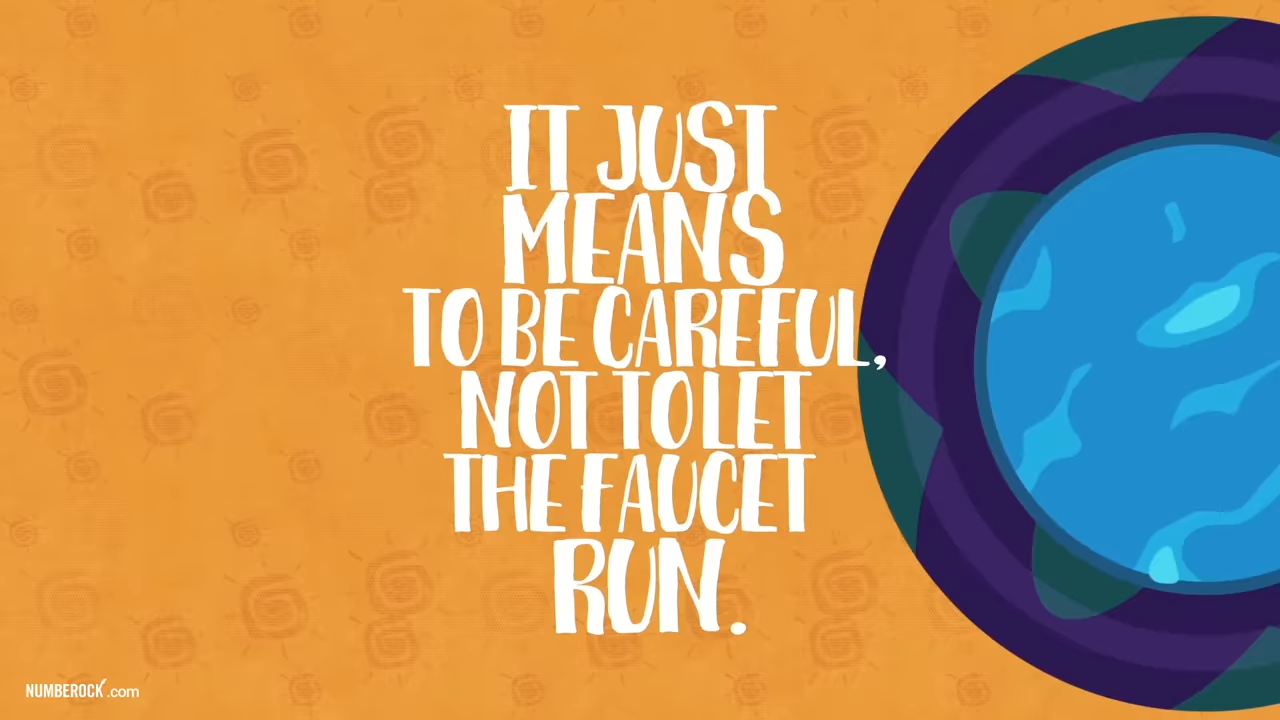 IT JUST
MEANS
TO BE CAREFUL,
NOT TO LET
THE FAUCET
RUN.
NUMBEROCK.com